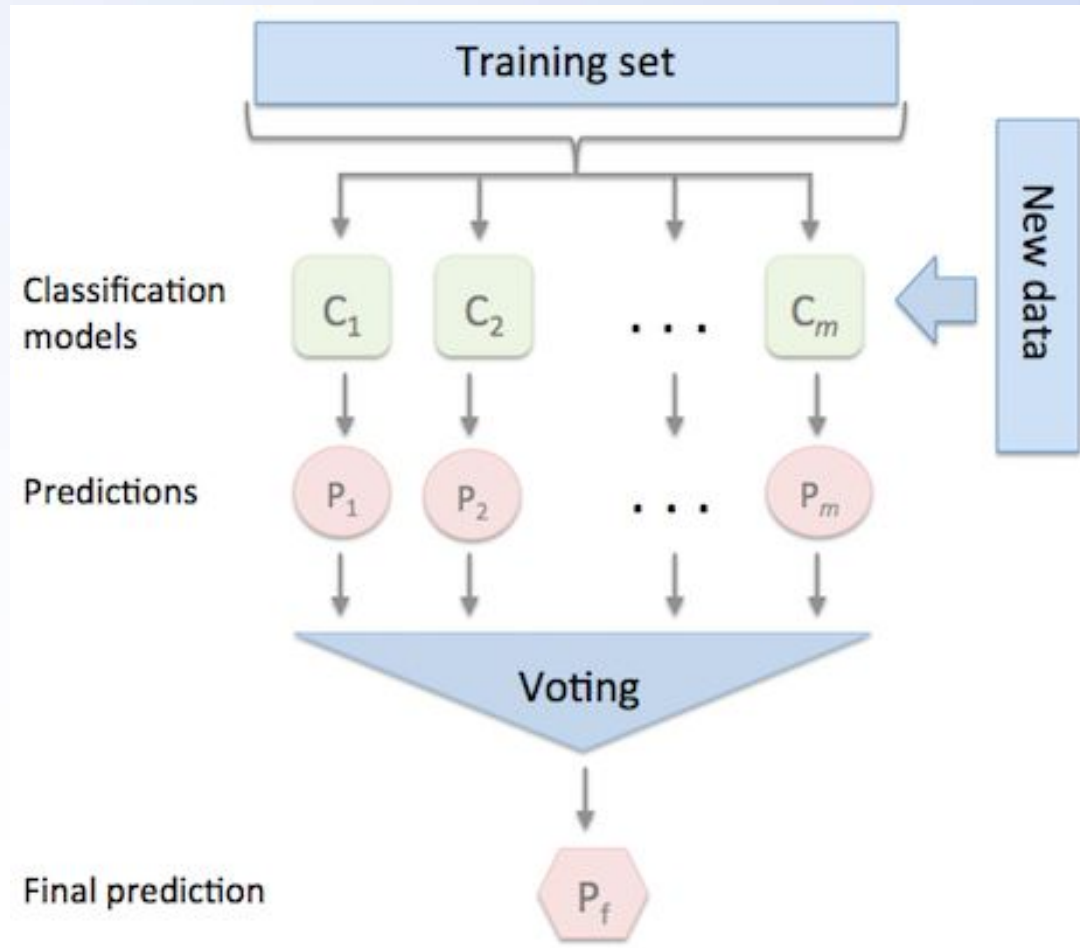 Training set
New data
Classification
models
C1
C2
. . .
Cm
Predictions
P1
P2
. . .
Pm
Voting
Final prediction
Pf